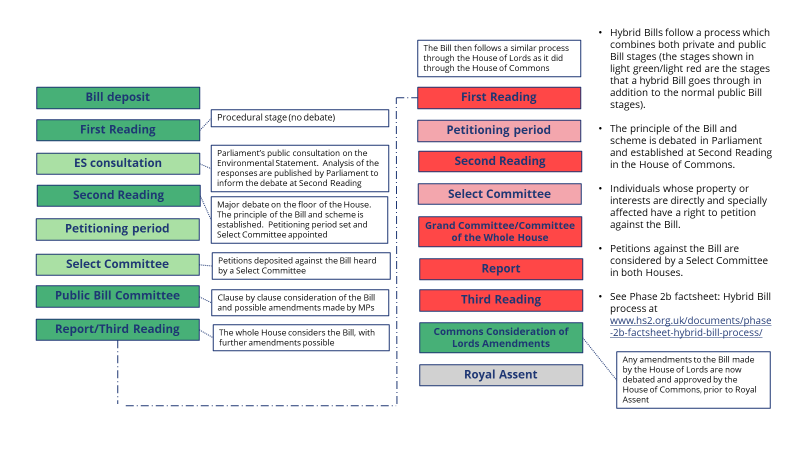 Bill deposit
First Reading
Procedural stage (no debate)
ES consultation
Parliament's public consultation on the
Environmental Statement. Analysis of the
responses are published by Parliament to
inform the debate at Second Reading
Second Reading
Major debate on the floor of the House.
The principle of the Bill and scheme is
established. Petitioning period set and
Select Committee appointed
Petitioning period
Select Committee
Petitions deposited against the Bill heard
by a Select Committee
Public Bill Committee
Clause by clause consideration of the Bill
and possible amendments made by MPs
Report/Third Reading
The whole House considers the Bill, with
further amendments possible
The Bill then follows a similar process
through the House of Lords as it did
through the House of Commons
First Reading
Petitioning period
Second Reading
Select Committee
Grand Committee/Committee
of the Whole House
Report
Third Reading
Commons Consideration of
Lords Amendments
Royal Assent
• Hybrid Bills follow a process which
combines both private and public
Bill stages (the stages shown in
light green/light red are the stages
that a hybrid Bill goes through in
addition to the normal public Bill
stages).
• The principle of the Bill and
scheme is debated in Parliament
and established at Second Reading
in the House of Commons.
• Individuals whose property or
interests are directly and specially
affected have a right to petition
against the Bill.
• Petitions against the Bill are
considered by a Select Committee
in both Houses.
• See Phase 2b factsheet: Hybrid Bill
process at
www.hs2.org.uk/documents/phase
-2b-factsheet-hybrid-bill-process/
Any amendments to the Bill made
by the House of Lords are now
debated and approved by the
House of Commons, prior to Royal
Assent